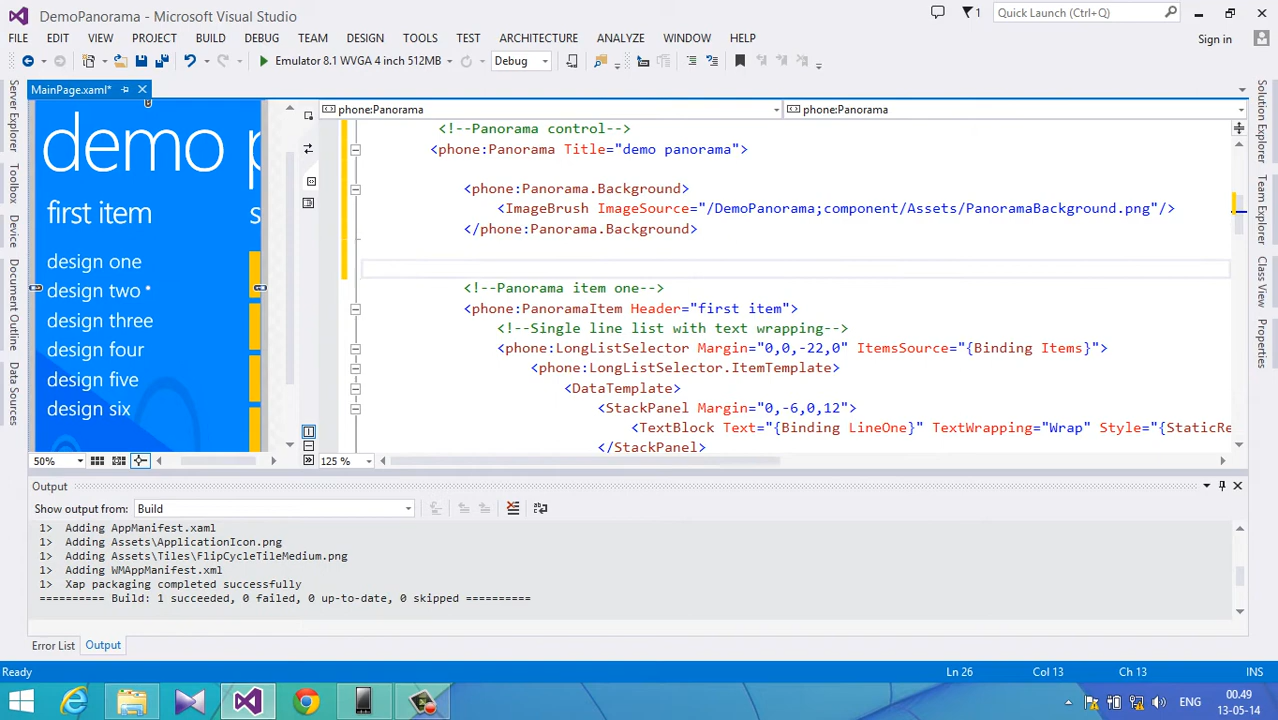 DemoPanorama - Microsoft Visual Studio
1
Quick Launch (Ctrl+Q)
FILE EDIT VIEW PROJECT BUILD DEBUG TEAM DESIGN TOOLS TEST ARCHITECTURE ANALYZE WINDOW HELP
Sign in
Emulator 8.1 WVGA 4 inch 512MB
Debug
MainPage.xaml*
Server Explorer
Toolbox
Device
Document Outline
Data Sources
demo p
first item
s
design one
design two *
design three
design four
design five
design six
50%
phone:Panorama
phone:Panorama
<!--Panorama control-->
<phone:Panorama Title="demo panorama">
<phone:Panorama.Background>
<ImageBrush ImageSource="/DemoPanorama;component/Assets/PanoramaBackground.png"/>
</phone:Panorama.Background>
<!--Panorama item one-->
<phone:PanoramaItem Header="first item">
<!--Single line list with text wrapping-->
<phone:LongListSelector Margin="0,0,-22,0" ItemsSource="{Binding Items}">
<phone:LongListSelector.ItemTemplate>
<DataTemplate>
<StackPanel Margin="0,-6,0,12">
<TextBlock Text="{Binding LineOne}" TextWrapping="Wrap" Style="{StaticRe
</StackPanel>
125 %
Solution Explorer
Team Explorer
Class View
Properties
Output
Show output from: Build
1>  Adding AppManifest.xaml
1>  Adding Assets\ApplicationIcon.png
1>  Adding Assets\Tiles\FlipCycleTileMedium.png
1>  Adding WMAppManifest.xml
1>  Xap packaging completed successfully
========== Build: 1 succeeded, 0 failed, 0 up-to-date, 0 skipped ==========
Error List Output
Ready
Ln 26 Col 13 Ch 13 INS
ENG
00.49
13-05-14